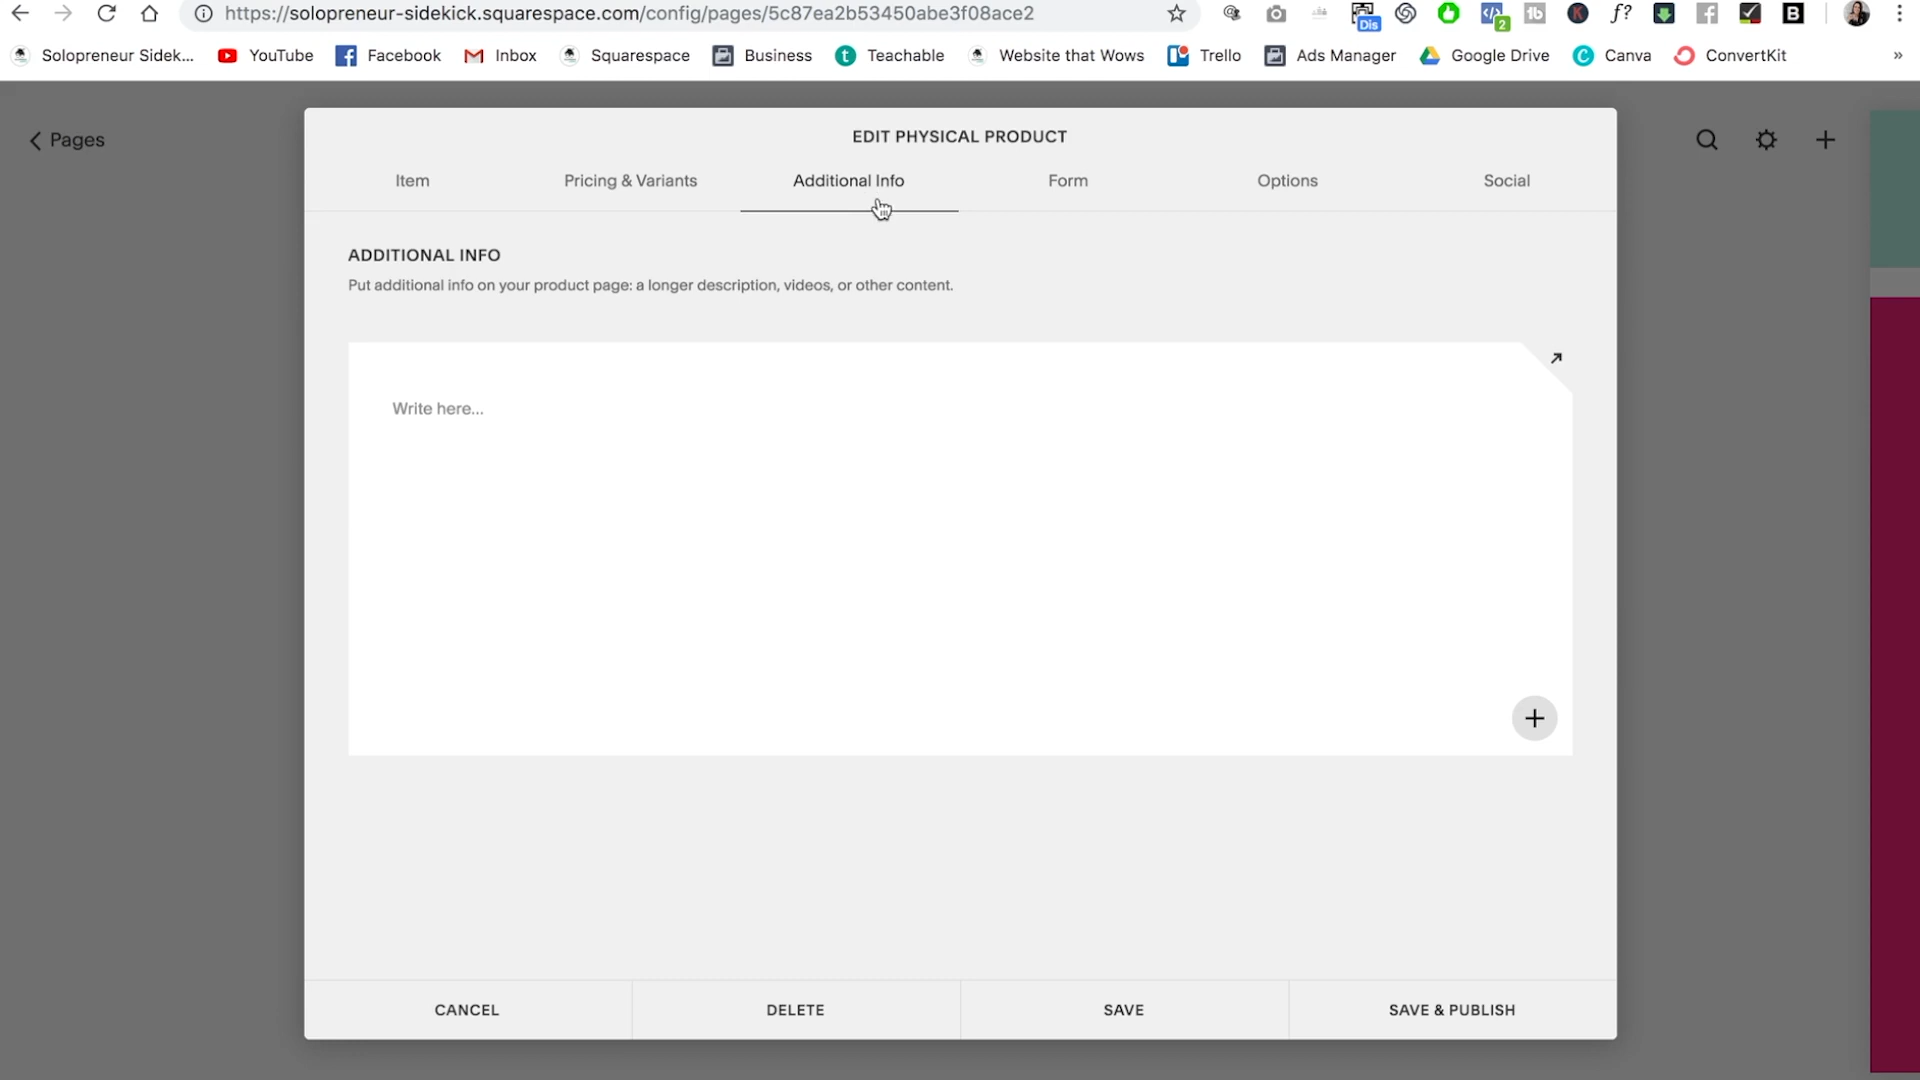 https://solopreneur-sidekick.squarespace.com/config/pages/5c87ea2b53450abe3f08ace2
Dis
2
tb
K
f?
B
Solopreneur Sidek...
YouTube
Facebook
Inbox
Squarespace
Business
t
Teachable
Website that Wows
Trello
Ads Manager
Google Drive
C
Canva
ConvertKit
»
Pages
EDIT PHYSICAL PRODUCT
Item
Pricing & Variants
Additional Info
Form
Options
Social
ADDITIONAL INFO
Put additional info on your product page: a longer description, videos, or other content.
Write here...
CANCEL
DELETE
SAVE
SAVE & PUBLISH